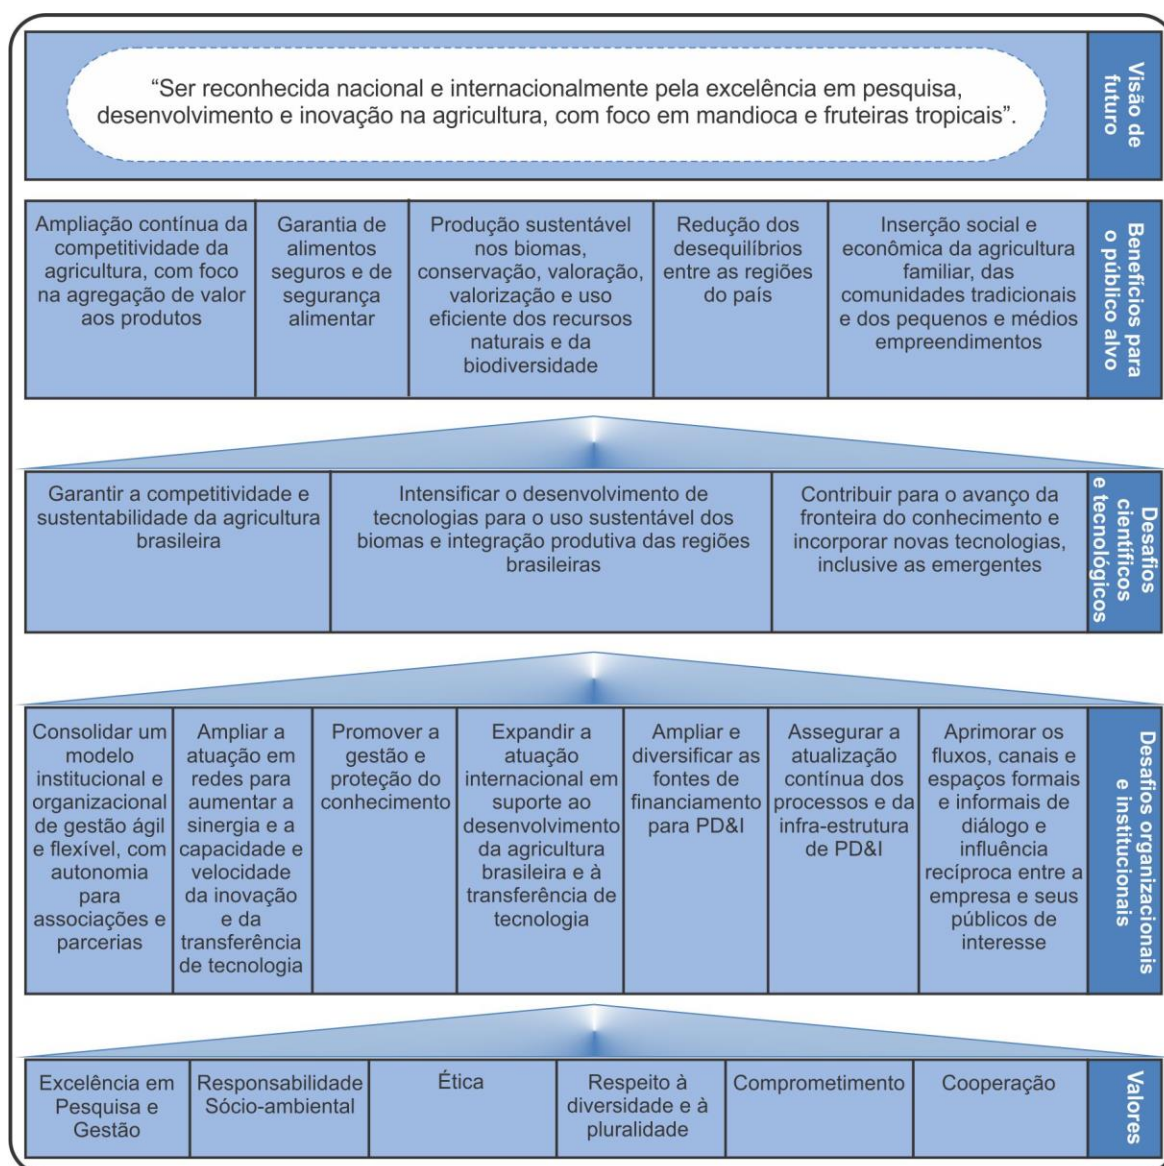 “Ser reconhecida nacional e internacionalmente pela excelência em pesquisa,
desenvolvimento e inovação na agricultura, com foco em mandioca e fruteiras tropicais”.
Visão de
futuro
Ampliação contínua da
competitividade da
agricultura, com foco
na agregação de valor
aos produtos
Garantia de
alimentos
seguros e de
segurança
alimentar
Produção sustentável
nos biomas,
conservação, valoração,
valorização e uso
eficiente dos recursos
naturais e da
biodiversidade
Redução dos
desequilíbrios
entre as regiões
do país
Inserção social e
econômica da agricultura
familiar, das
comunidades tradicionais
e dos pequenos e médios
empreendimentos
Benefícios para
o público alvo
Garantir a competitividade e
sustentabilidade da agricultura
brasileira
Intensificar o desenvolvimento de
tecnologias para o uso sustentável dos
biomas e integração produtiva das regiões
brasileiras
Contribuir para o avanço da
fronteira do conhecimento e
incorporar novas tecnologias,
inclusive as emergentes
Desafios
científicos
e tecnológicos
Consolidar um
modelo
institucional e
organizacional
de gestão ágil
e flexível, com
autonomia
para
associações e
parcerias
Ampliar a
atuação em
redes para
aumentar a
sinergia e a
capacidade e
velocidade
da inovação
e da
transferência
de tecnologia
Promover a
gestão e
proteção do
conhecimento
Expandir a
atuação
internacional em
suporte ao
desenvolvimento
da agricultura
brasileira e à
transferência de
tecnologia
Ampliar e
diversificar as
fontes de
financiamento
para PD&I
Assegurar a
atualização
contínua dos
processos e da
infra-estrutura
de PD&I
Aprimorar os
fluxos, canais e
espaços formais
e informais de
diálogo e
influência
recíproca entre a
empresa e seus
públicos de
interesse
Desafios organizacionais
e institucionais
Excelência em
Pesquisa e
Gestão
Responsabilidade
Sócio-ambiental
Ética
Respeito à
diversidade e à
pluralidade
Comprometimento
Cooperação
Valores